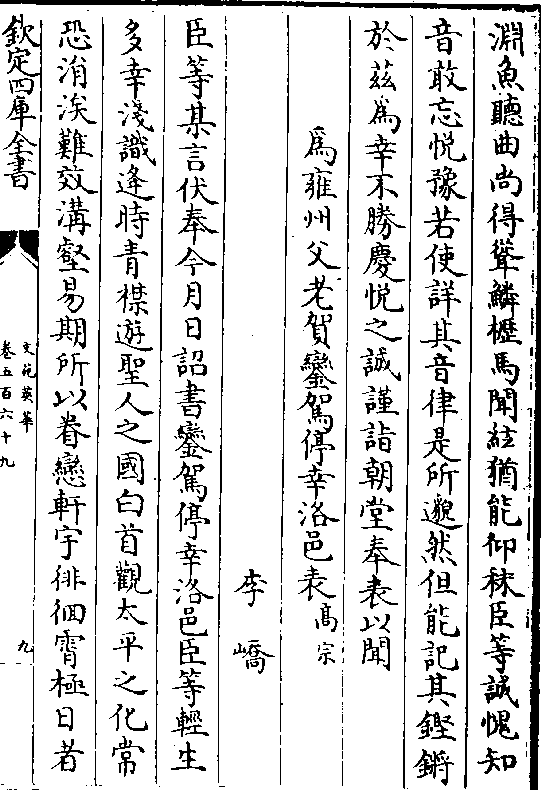 淵魚聽曲尚得聳鱗櫪馬聞絃猶能仰秣臣等誠愧知
音敢忘悅豫若使詳其音律是所邈然但能記其鏗鏘
於兹為幸不勝慶悅之誠謹詣朝堂奉表以聞
為雍州父老賀鑾駕停幸洛邑表高宗
李嶠
臣等某言伏奉今月日詔書鑾駕停幸洛邑臣等輕生
多幸淺識逢時青襟遊聖人之國白首觀太平之化常
恐涓涘難效溝壑易期所以眷戀軒宇徘徊霄極日者
欽定四庫全書
文苑英華
卷五百六十九
九